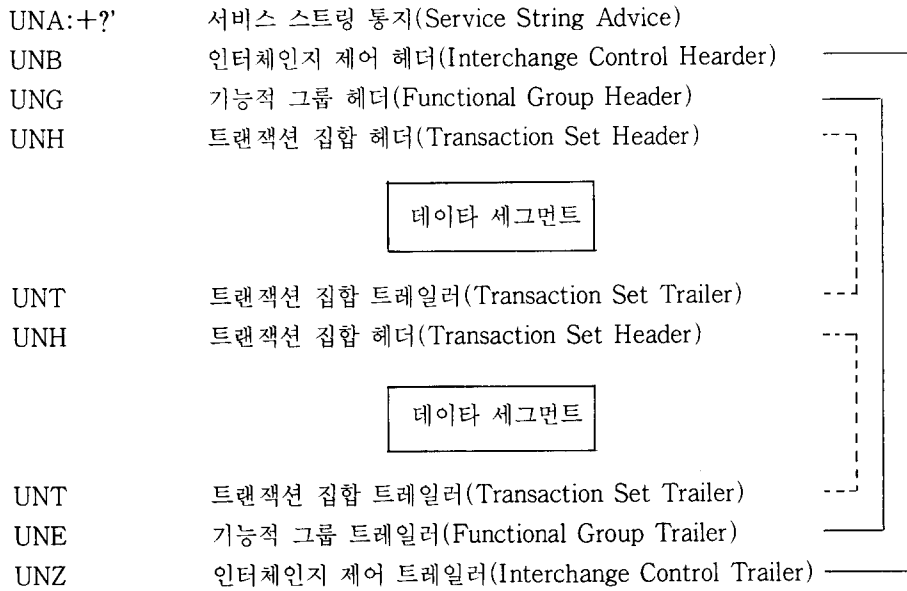 UNA:+?' 서비스 스트링 통지(Service String Advice)
UNB 인터체인지 제어 헤더(Interchange Control Hearder)
UNG 기능적 그룹 헤더(Functional Group Header)
UNH 트랜잭션 집합 헤더(Transaction Set Header)
데이타 세그먼트
UNT 트랜잭션 집합 트레일러(Transaction Set Trailer)
UNH 트랜잭션 집합 헤더(Transaction Set Header)
데이타 세그먼트
UNT 트랜잭션 집합 트레일러(Transaction Set Trailer)
UNE 기능적 그룹 트레일러(Functional Group Trailer)
UNZ 인터체인지 제어 트레일러(Interchange Control Trailer)